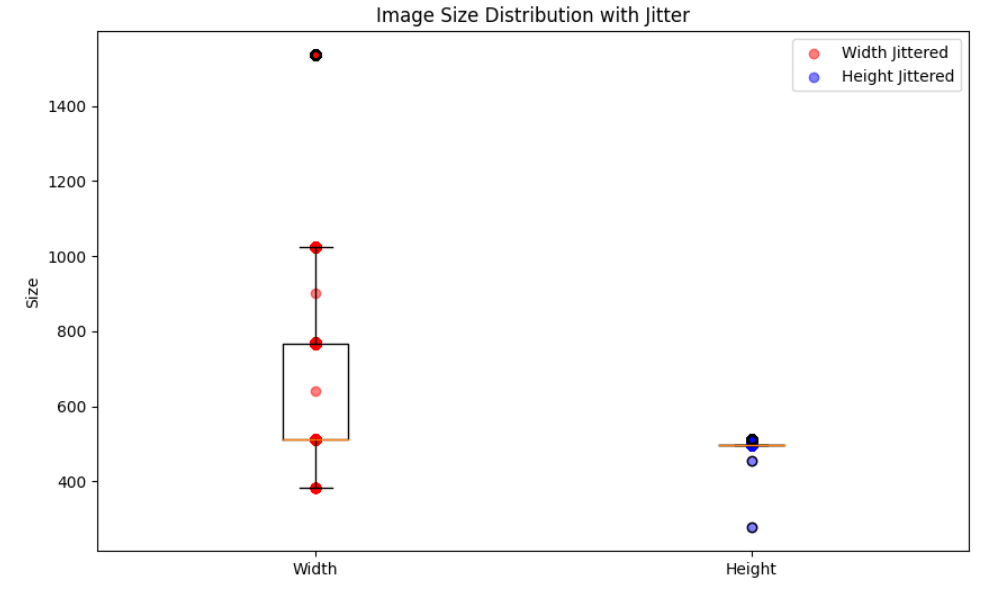 Image Size Distribution with Jitter
Width Jittered
Height Jittered
1400
1200
1000
800
600
400
Size
Width
Height